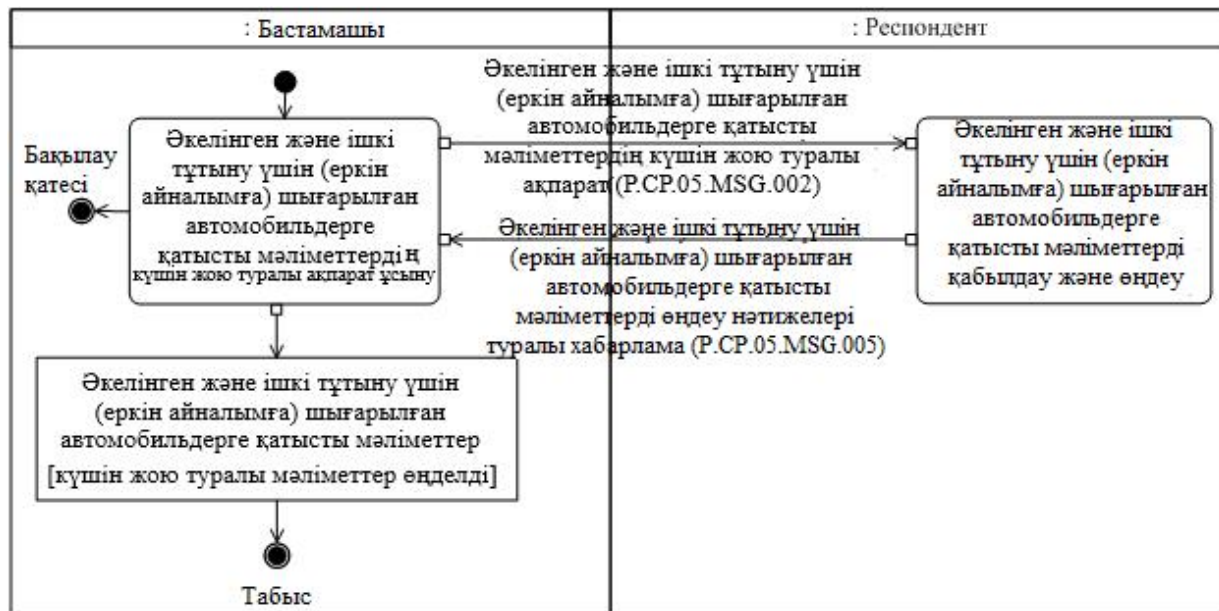 : Бастамашы
: Респондент
Бақылау
қатесі
Әкелінген және ішкі
тұтыну үшін (еркін
айналымға) шығарылған
автомобильдерге
қатысты мәліметтердің
күшін жою туралы ақпарат ұсыну
Әкелінген және ішкі тұтыну үшін
(еркін айналымға) шығарылған
автомобильдерге қатысты
мәліметтердің күшін жою туралы
ақпарат (P.CP.05.MSG.002)
Әкелінген және ішкі тұтыну үшін
(еркін айналымға) шығарылған
автомобильдерге қатысты
мәліметтерді өңдеу нәтижелері
туралы хабарлама (P.CP.05.MSG.005)
Әкелінген және ішкі
тұтыну үшін (еркін
айналымға) шығарылған
автомобильдерге
қатысты мәліметтерді
қабылдау және өңдеу
Әкелінген және ішкі тұтыну үшін
(еркін айналымға) шығарылған
автомобильдерге қатысты мәліметтер
[күшін жою туралы мәліметтер өңделді]
Табыс